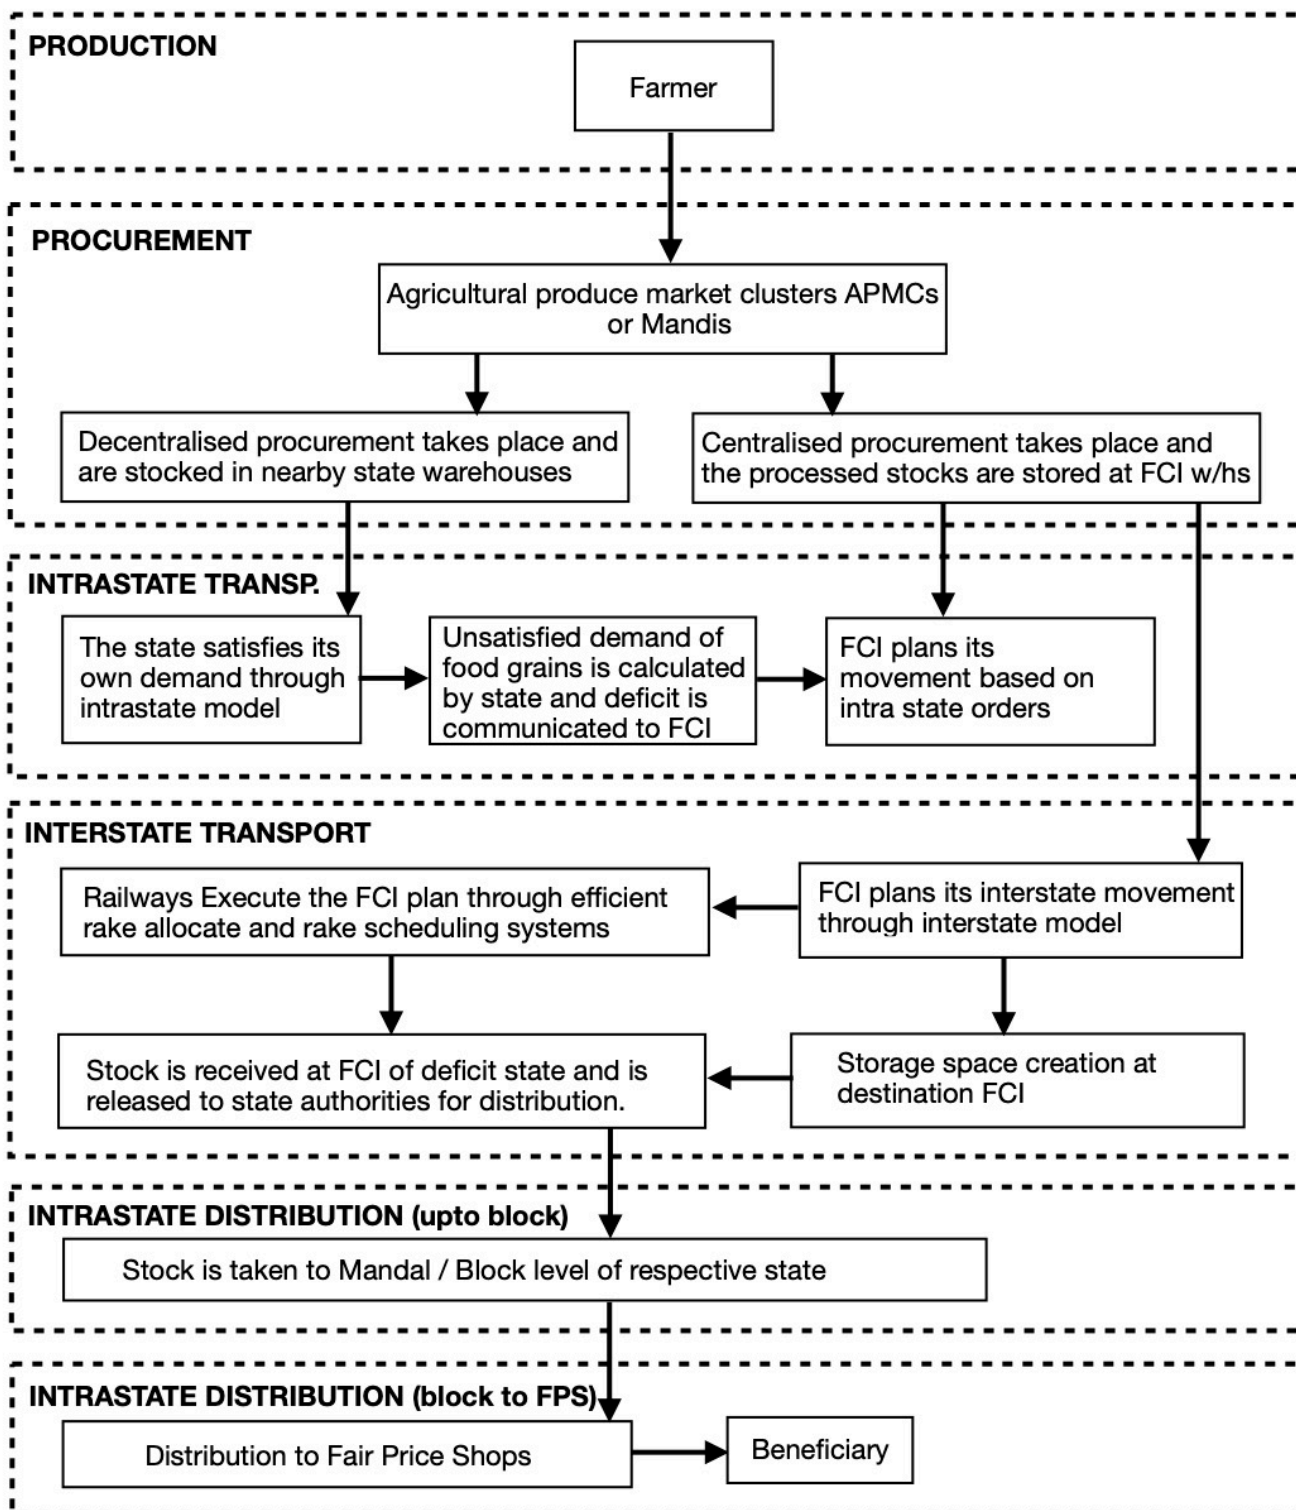 PRODUCTION
Farmer
PROCUREMENT
Agricultural produce market clusters APMCs
or Mandis
Decentralised procurement takes place and
are stocked in nearby state warehouses
Centralised procurement takes place and
the processed stocks are stored at FCI w/hs
INTRASTATE TRANSP.
The state satisfies its
own demand through
intrastate model
Unsatisfied demand of
food grains is calculated
by state and deficit is
communicated to FCI
FCI plans its
movement based on
intra state orders
INTERSTATE TRANSPORT
Railways Execute the FCI plan through efficient
rake allocate and rake scheduling systems
FCI plans its interstate movement
through interstate model
Stock is received at FCI of deficit state and is
released to state authorities for distribution.
Storage space creation at
destination FCI
INTRASTATE DISTRIBUTION (upto block)
Stock is taken to Mandal / Block level of respective state
INTRASTATE DISTRIBUTION (block to FPS)
Distribution to Fair Price Shops
Beneficiary